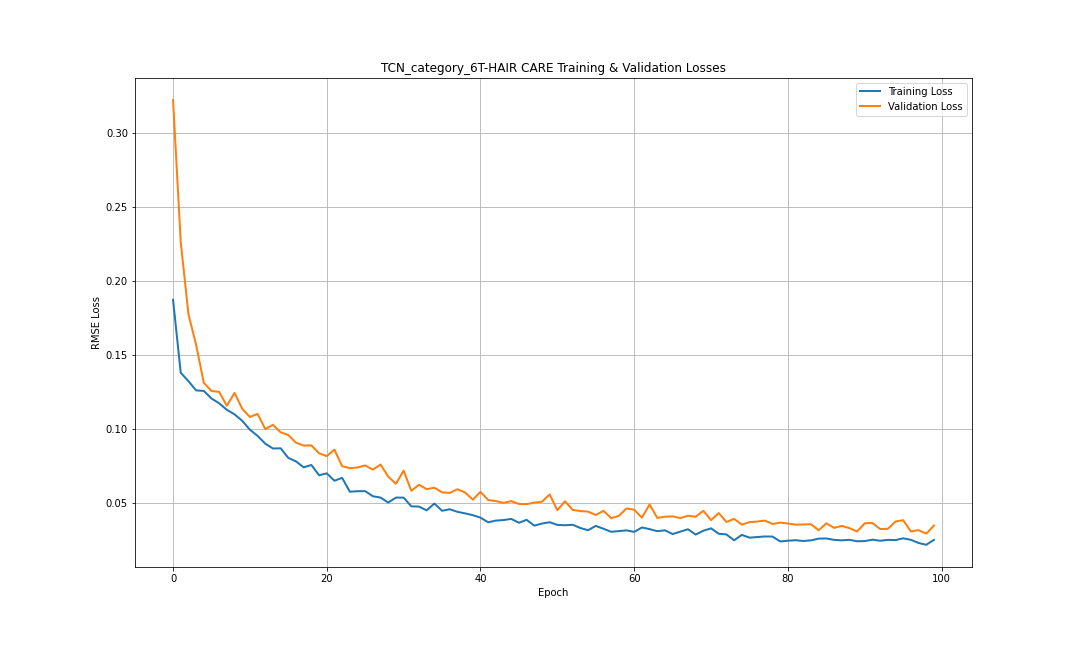 TCN_category_6T-HAIR CARE Training & Validation Losses
Training Loss
Validation Loss
0.30
0.25
0.20
0.15
0.10
0.05
RMSE Loss
0 20 40 60 80 100
Epoch